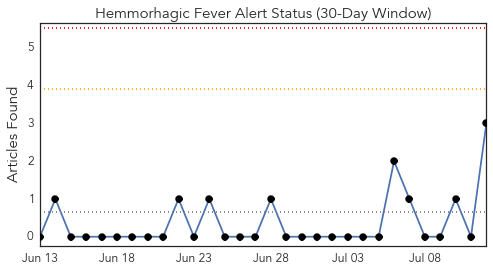 Hemmorhagic Fever Alert Status (30-Day Window)
Articles Found
5
4
3
2
1
0
Jun 13 Jun 18 Jun 23 Jun 28 Jul 03 Jul 08